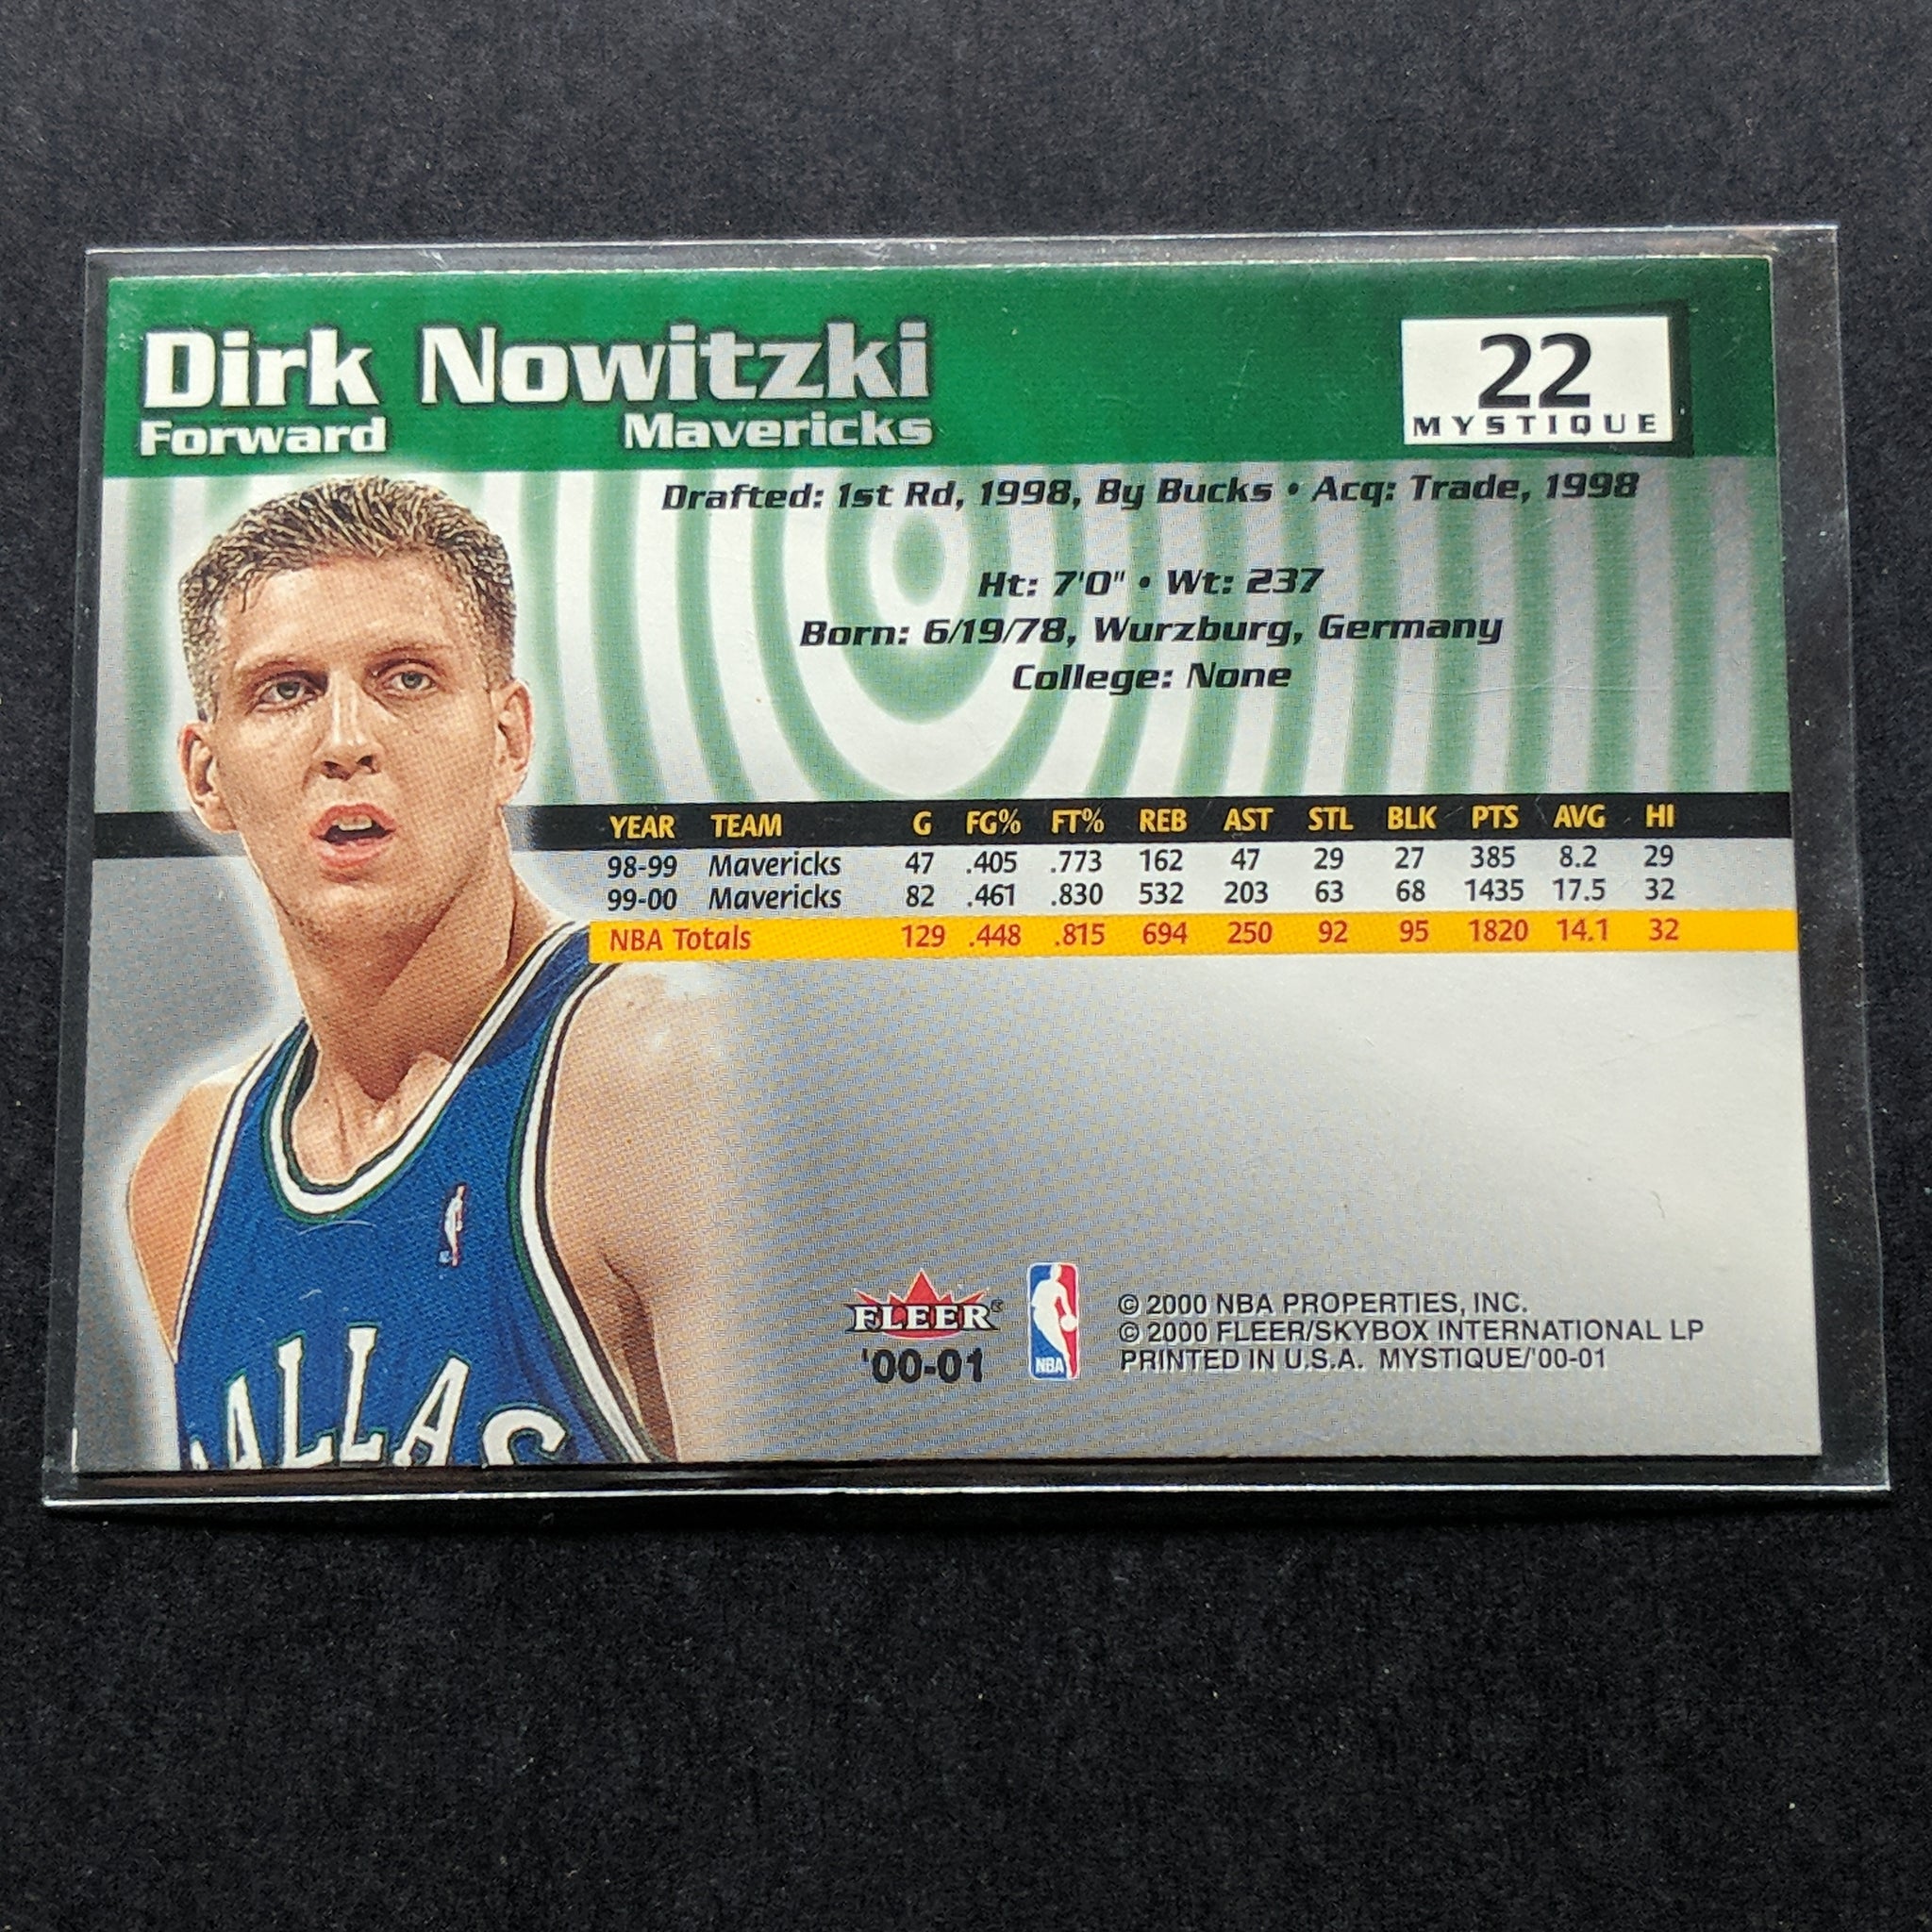 Dirk Nowitzki
Forward Mavericks
22
MYSTIQUE
Drafted: 1st Rd, 1998, By Bucks • Acq: Trade, 1998
Ht: 7'0" • Wt: 237
Born: 6/19/78, Wurzburg, Germany
College: None
YEAR TEAM G FG% FT% REB AST STL BLK PTS AVG HI
98-99 Mavericks 47 .405 .773 162 47 29 27 385 8.2 29
99-00 Mavericks 82 .461 .830 532 203 63 68 1435 17.5 32
NBA Totals 129 .448 .815 694 250 92 95 1820 14.1 32
FLEER®
'00-01
NBA
© 2000 NBA PROPERTIES, INC.
© 2000 FLEER/SKYBOX INTERNATIONAL LP
PRINTED IN U.S.A. MYSTIQUE/'00-01
DALLAS